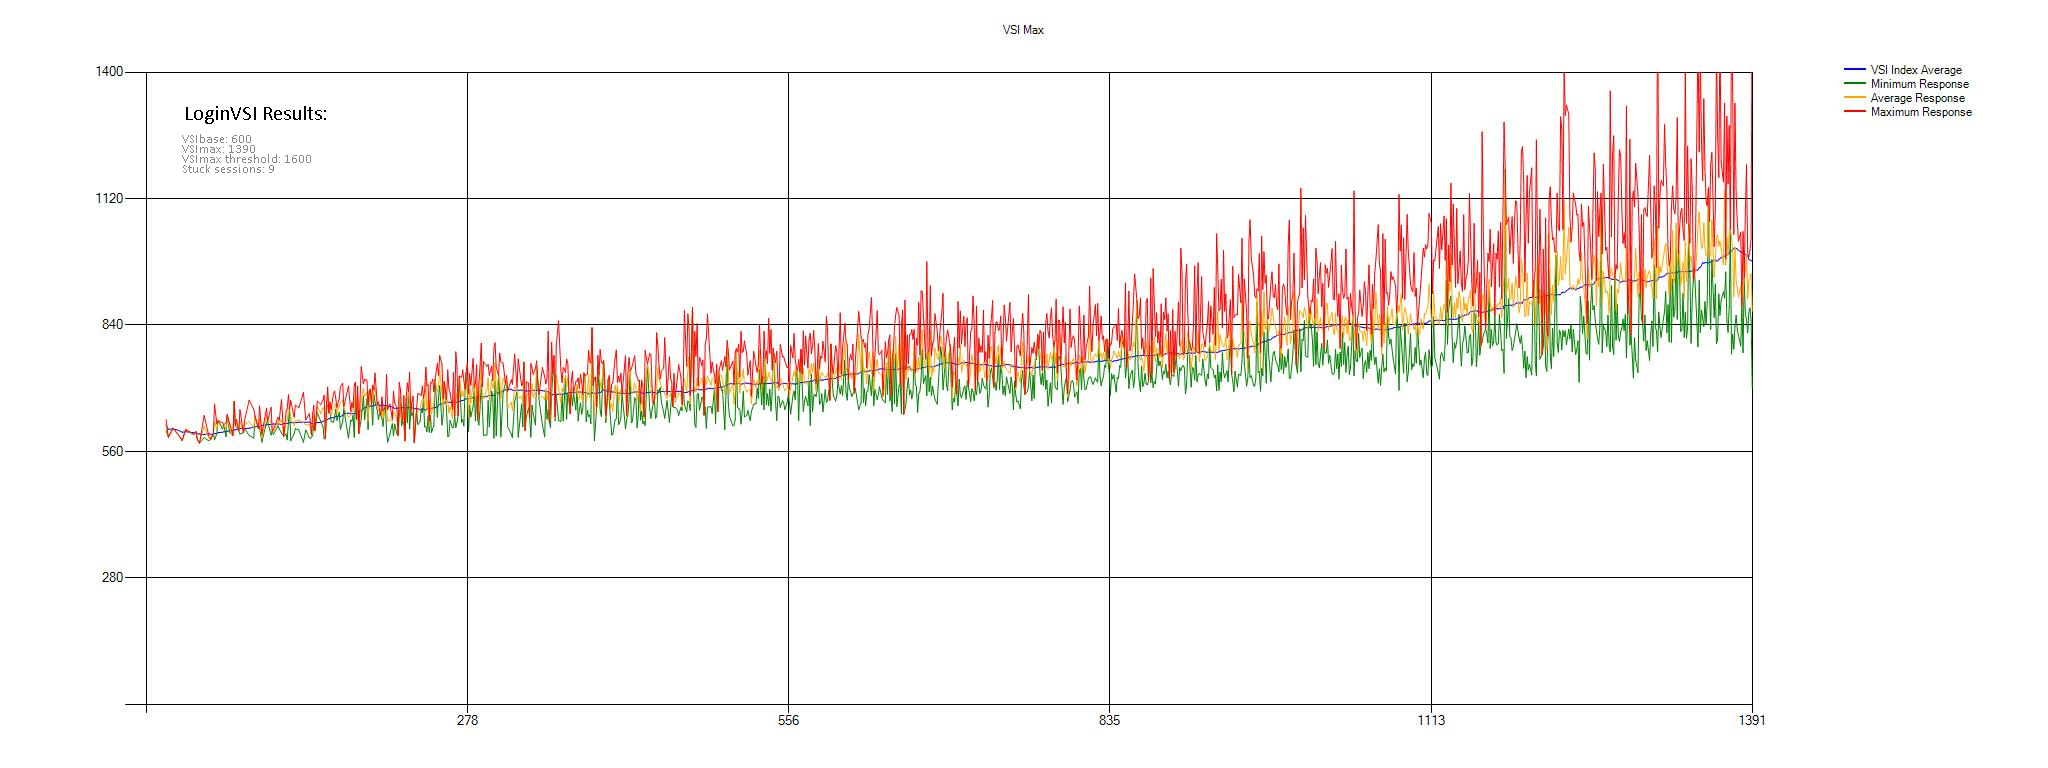 VSI Max
1400
LoginVSI Results:
VSIbase: 600
VSImax: 1390
VSImax threshold: 1600
Stuck sessions: 9
1120
840
560
280
278
556
835
1113
1391
VSI Index Average
Minimum Response
Average Response
Maximum Response